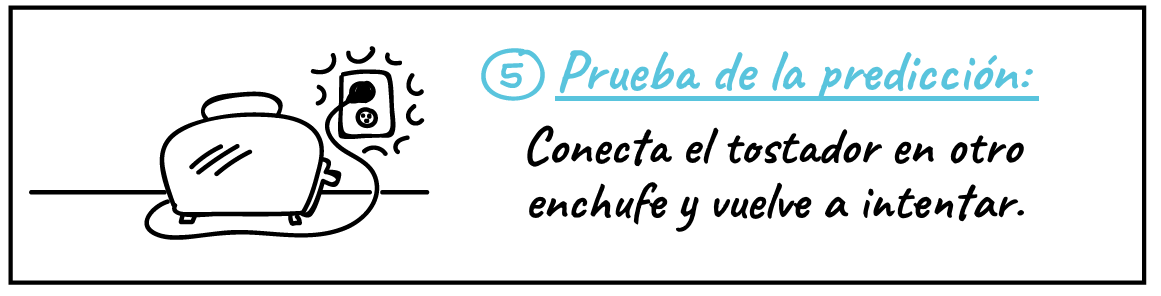 5 Prueba de la predicción:
Conecta el tostador en otro
enchufe y vuelve a intentar.